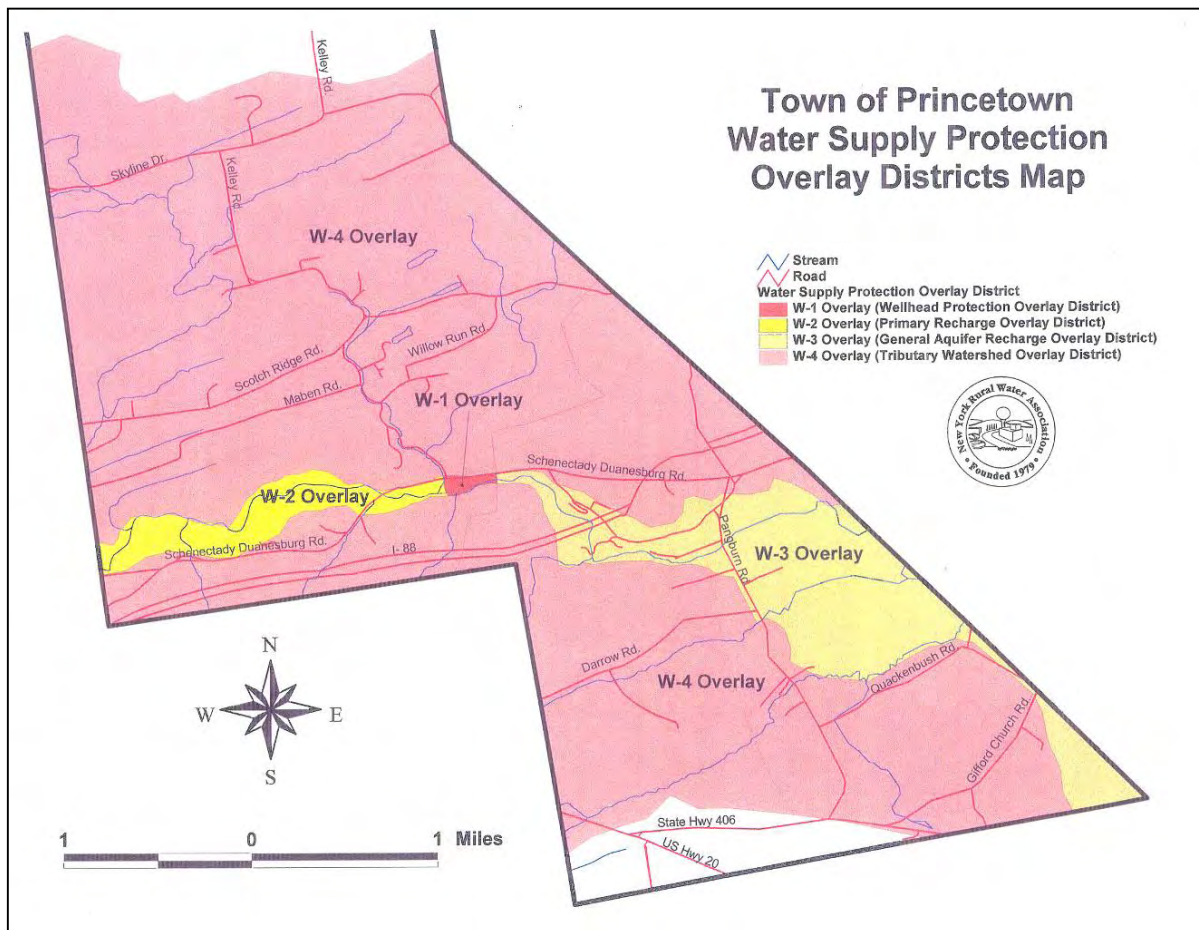 Town of Princetown
Water Supply Protection
Overlay Districts Map
Stream
Road
Water Supply Protection Overlay District
W-1 Overlay (Wellhead Protection Overlay District)
W-2 Overlay (Primary Recharge Overlay District)
W-3 Overlay (General Aquifer Recharge Overlay District)
W-4 Overlay (Tributary Watershed Overlay District)
New York Rural Water Association
Founded 1979
Kelley Rd.
Skyline Dr.
Kelley Rd
W-4 Overlay
Scotch Ridge Rd.
Willow Run Rd.
Maben Rd.
W-1 Overlay
Schenectady Duanesburg Rd.
W-2 Overlay
Schenectady Duanesburg Rd.
I- 88
Pangburn Rd
W-3 Overlay
Darrow Rd.
W-4 Overlay
Quackenbush Rd.
Gifford Church Rd.
State Hwy 406
US Hwy 20
N
W E
S
1 0 1 Miles